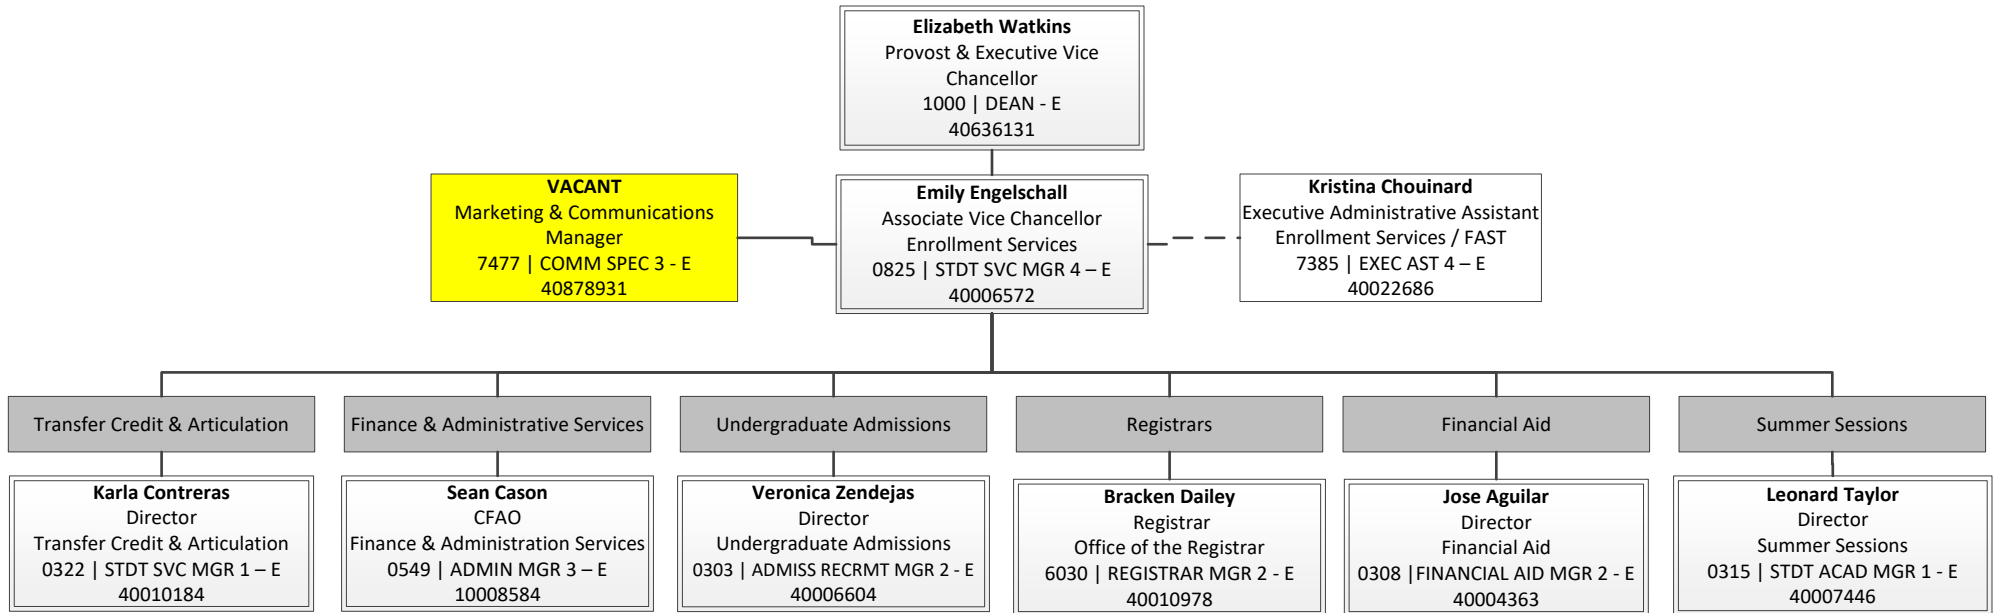 Elizabeth Watkins
Provost & Executive Vice
Chancellor
1000 | DEAN - E
40636131
VACANT
Marketing & Communications
Manager
7477 | COMM SPEC 3 - E
40878931
Emily Engelschall
Associate Vice Chancellor
Enrollment Services
0825 | STDT SVC MGR 4 – E
40006572
Kristina Chouinard
Executive Administrative Assistant
Enrollment Services / FAST
7385 | EXEC AST 4 – E
40022686
Transfer Credit & Articulation
Finance & Administrative Services
Undergraduate Admissions
Registrars
Financial Aid
Summer Sessions
Karla Contreras
Director
Transfer Credit & Articulation
0322 | STDT SVC MGR 1 – E
40010184
Sean Cason
CFAO
Finance & Administration Services
0549 | ADMIN MGR 3 – E
10008584
Veronica Zendejas
Director
Undergraduate Admissions
0303 | ADMISS RECRMT MGR 2 - E
40006604
Bracken Dailey
Registrar
Office of the Registrar
6030 | REGISTRAR MGR 2 - E
40010978
Jose Aguilar
Director
Financial Aid
0308 |FINANCIAL AID MGR 2 - E
40004363
Leonard Taylor
Director
Summer Sessions
0315 | STDT ACAD MGR 1 - E
40007446